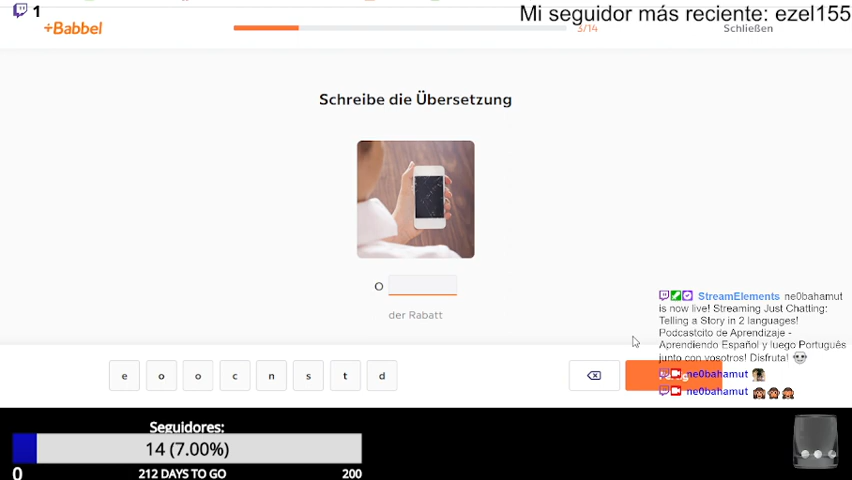 1
Mi seguidor más reciente: ezel155
+Babbel
3/14
Schließen
Schreibe die Übersetzung
O
der Rabatt
e o o c n s t d
StreamElements ne0bahamut
is now live! Streaming Just Chatting:
Telling a Story in 2 languages!
Podcastcito de Aprendizaje -
Aprendiendo Español y luego Português
junto con vosotros! Disfruta!
ne0bahamut
ne0bahamut
Seguidores:
14 (7.00%)
0
212 DAYS TO GO
200